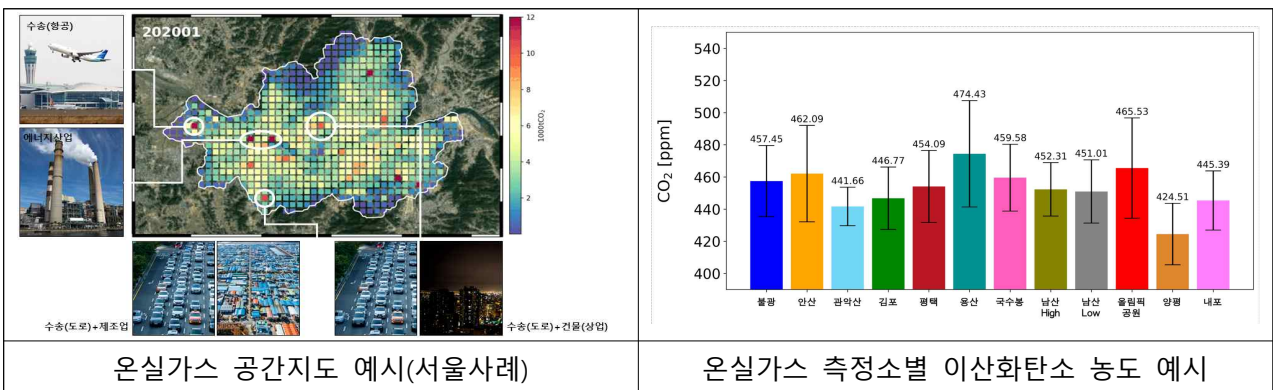 수송(항공)
에너지산업
202001
12
10
8
6
4
2
1000tCO₂
수송(도로)+제조업
수송(도로)+건물(상업)
온실가스 공간지도 예시(서울사례)
CO₂ [ppm]
540
520
500
480
460
440
420
400
457.45
462.09
441.66
446.77
454.09
474.43
459.58
452.31
451.01
465.53
424.51
445.39
불광
안산
관악산
김포
평택
용산
국수봉
남산
High
남산
Low
올림픽
공원
양평
내포
온실가스 측정소별 이산화탄소 농도 예시